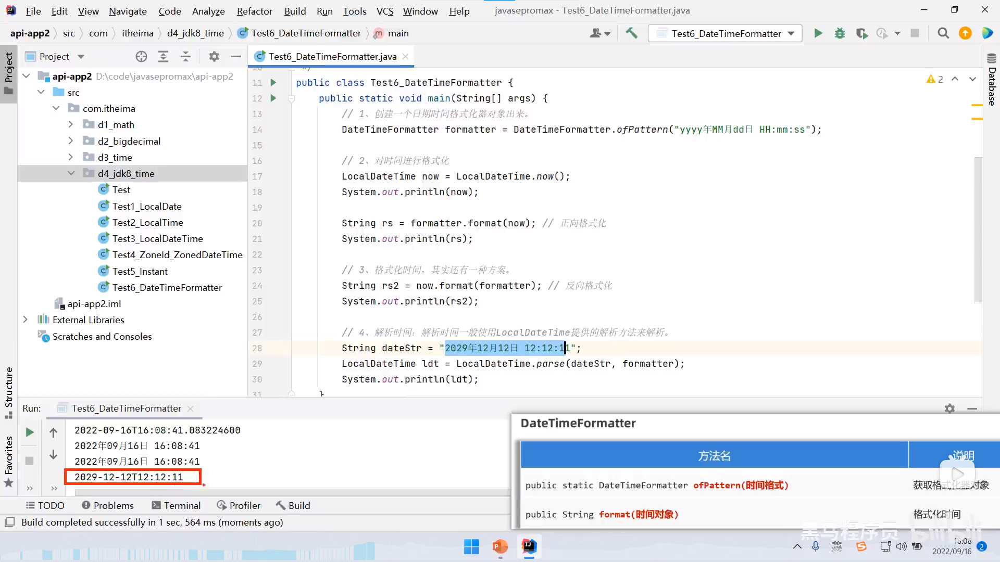 File Edit View Navigate Code Analyze Refactor Build Run Tools VCS Window Help javasepromax - Test6_DateTimeFormatter.java
api-app2 src com itheima d4_jdk8_time Test6_DateTimeFormatter main
Test6_DateTimeFormatter
Project
Project
Test6_DateTimeFormatter.java
Database
api-app2 D:\code\javasepromax\api-app2
src
com.itheima
d1_math
d2_bigdecimal
d3_time
d4_jdk8_time
Test
Test1_LocalDate
Test2_LocalTime
Test3_LocalDateTime
Test4_ZoneId_ZonedDateTime
Test5_Instant
Test6_DateTimeFormatter
api-app2.iml
External Libraries
Scratches and Consoles
2
10 */
11 public class Test6_DateTimeFormatter {
12 public static void main(String[] args) {
13 // 1、创建一个日期时间格式化器对象出来。
14 DateTimeFormatter formatter = DateTimeFormatter.ofPattern("yyyy年MM月dd日 HH:mm:ss");
15
16 // 2、对时间进行格式化
17 LocalDateTime now = LocalDateTime.now();
18 System.out.println(now);
19
20 String rs = formatter.format(now); // 正向格式化
21 System.out.println(rs);
22
23 // 3、格式化时间，其实还有一种方案。
24 String rs2 = now.format(formatter); // 反向格式化
25 System.out.println(rs2);
26
27 // 4、解析时间：解析时间一般使用LocalDateTime提供的解析方法来解析。
28 String dateStr = "2029年12月12日 12:12:11";
29 LocalDateTime ldt = LocalDateTime.parse(dateStr, formatter);
30 System.out.println(ldt);
31 }
Structure
Favorites
Run: Test6_DateTimeFormatter
2022-09-16T16:08:41.083224600
2022年09月16日 16:08:41
2022年09月16日 16:08:41
2029-12-12T12:12:11
DateTimeFormatter
方法名 说明
public static DateTimeFormatter ofPattern(时间格式) 获取格式化器对象
public String format(时间对象) 格式化时间
TODO Problems Terminal Profiler Build
Build completed successfully in 1 sec, 564 ms (moments ago)
黑马程序员 bilibili
英
16:08
2022/09/16 2